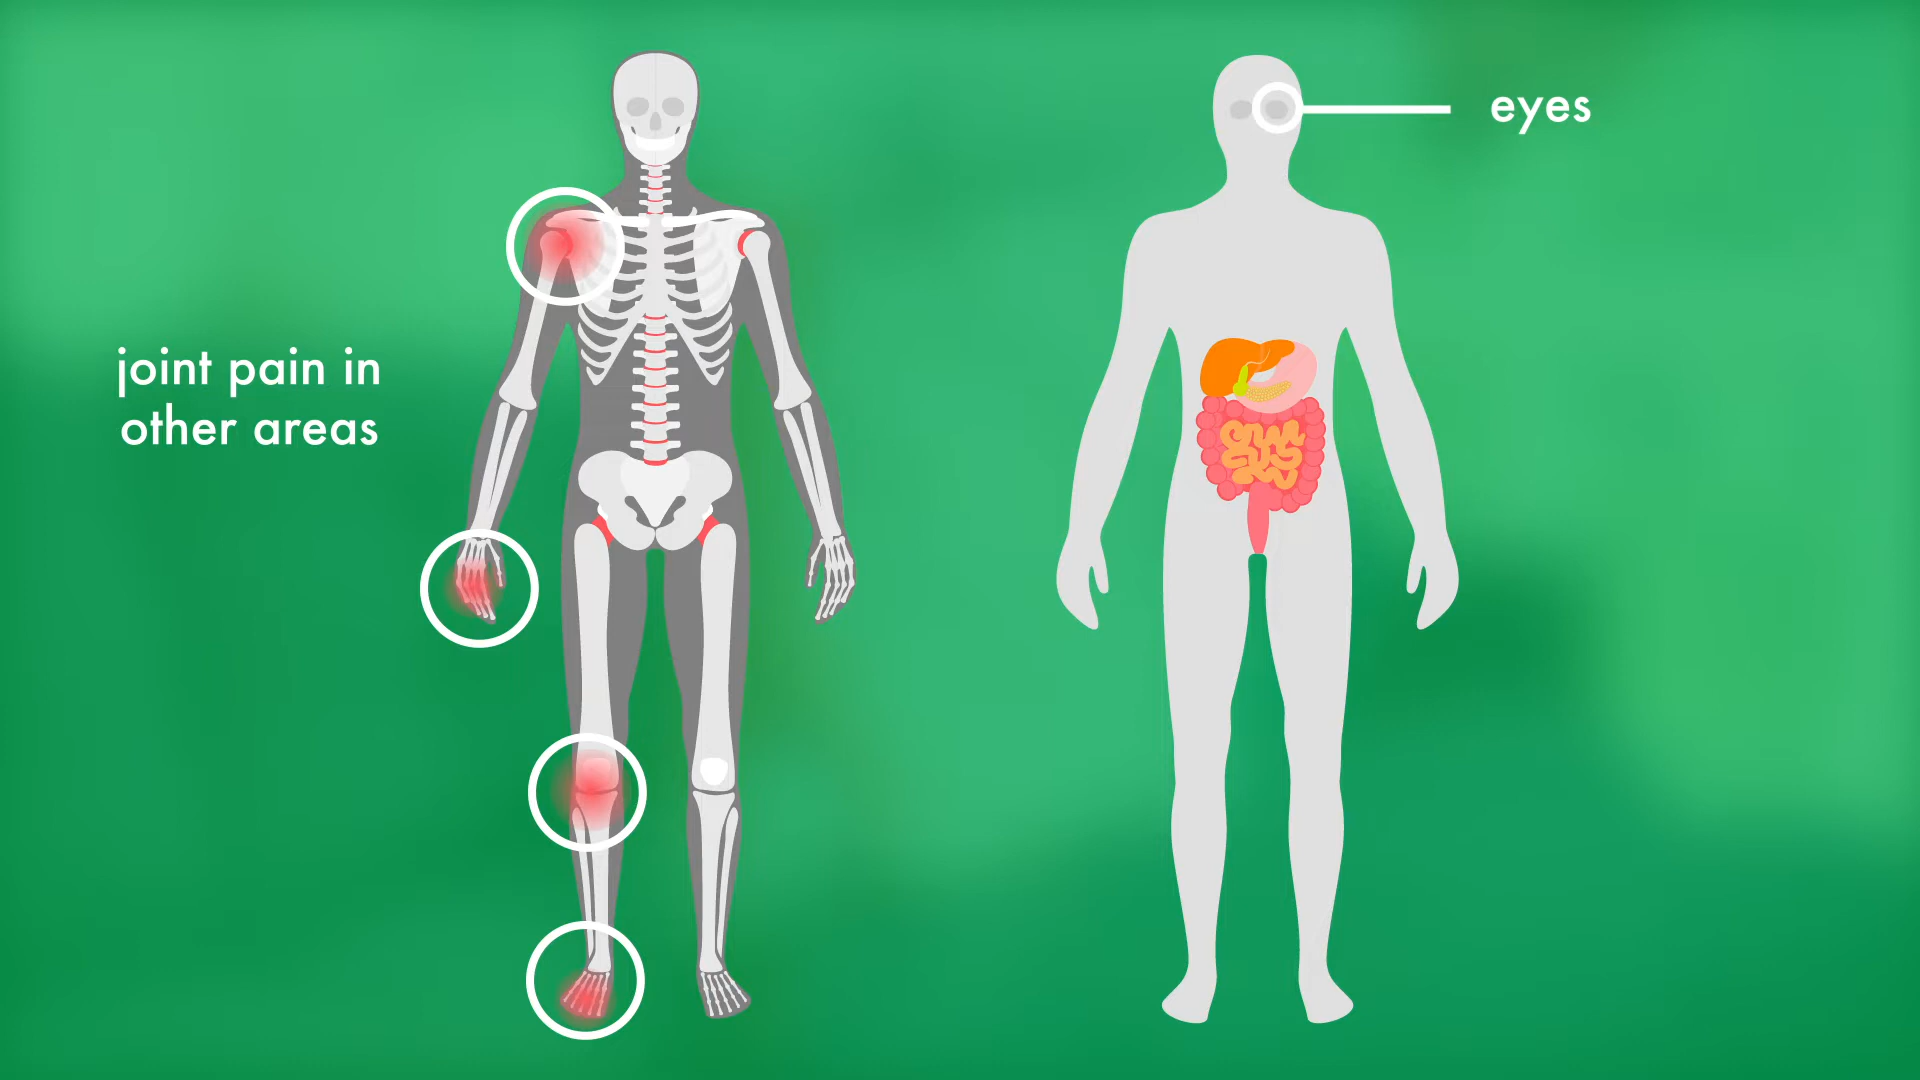 joint pain in
other areas
eyes